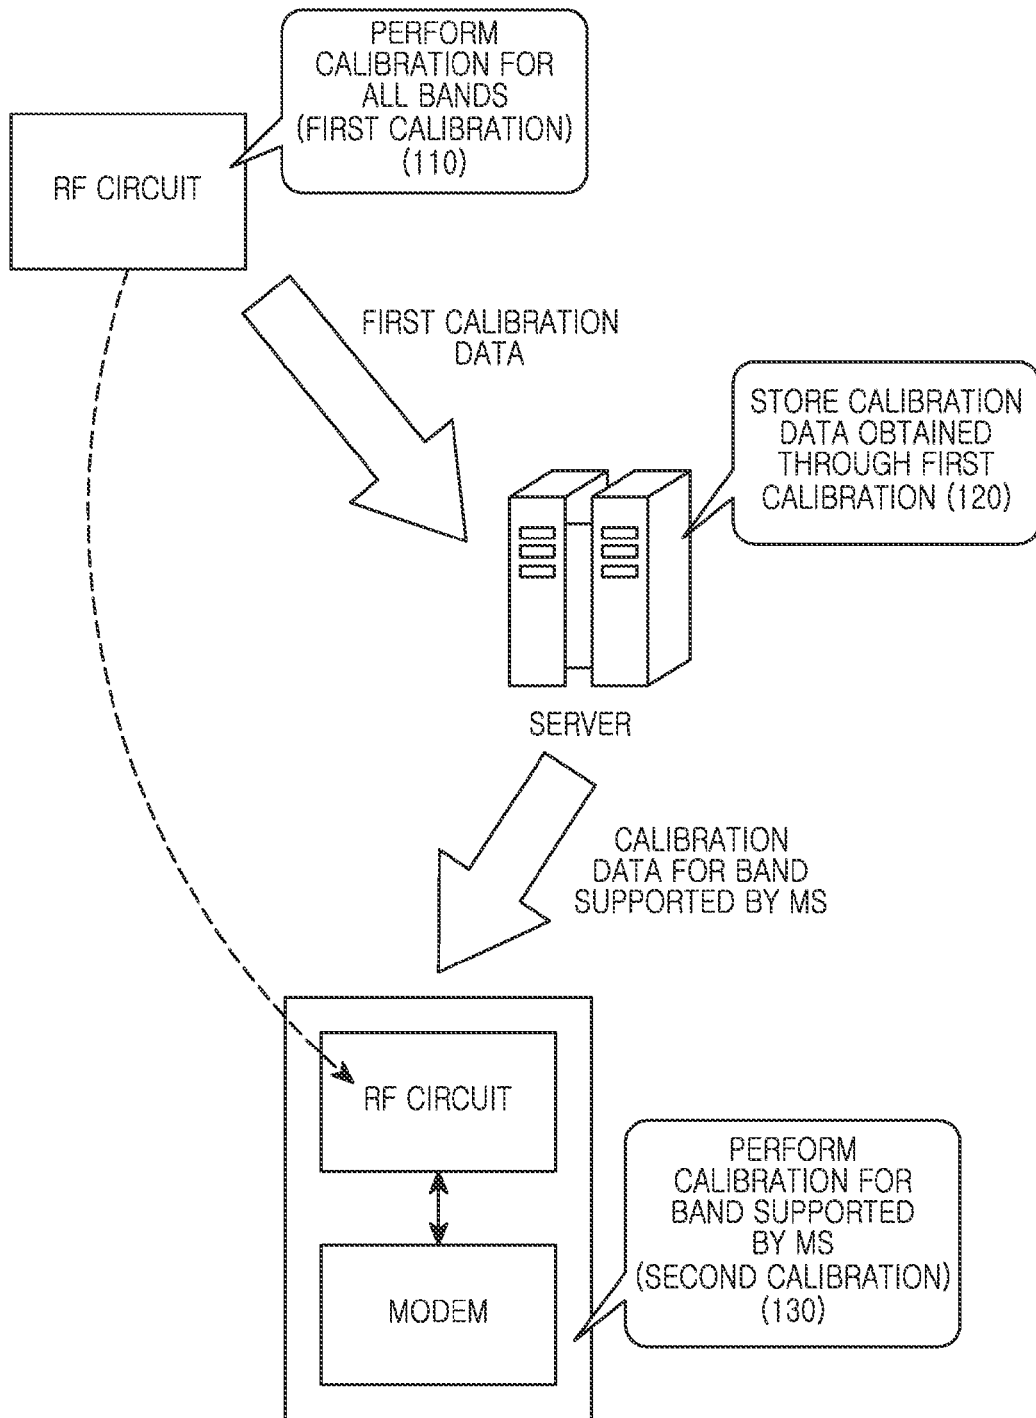 PERFORM
CALIBRATION FOR
ALL BANDS
(FIRST CALIBRATION)
(110)
RF CIRCUIT
FIRST CALIBRATION
DATA
STORE CALIBRATION
DATA OBTAINED
THROUGH FIRST
CALIBRATION (120)
SERVER
CALIBRATION
DATA FOR BAND
SUPPORTED BY MS
RF CIRCUIT
PERFORM
CALIBRATION FOR
BAND SUPPORTED
BY MS
(SECOND CALIBRATION)
(130)
MODEM